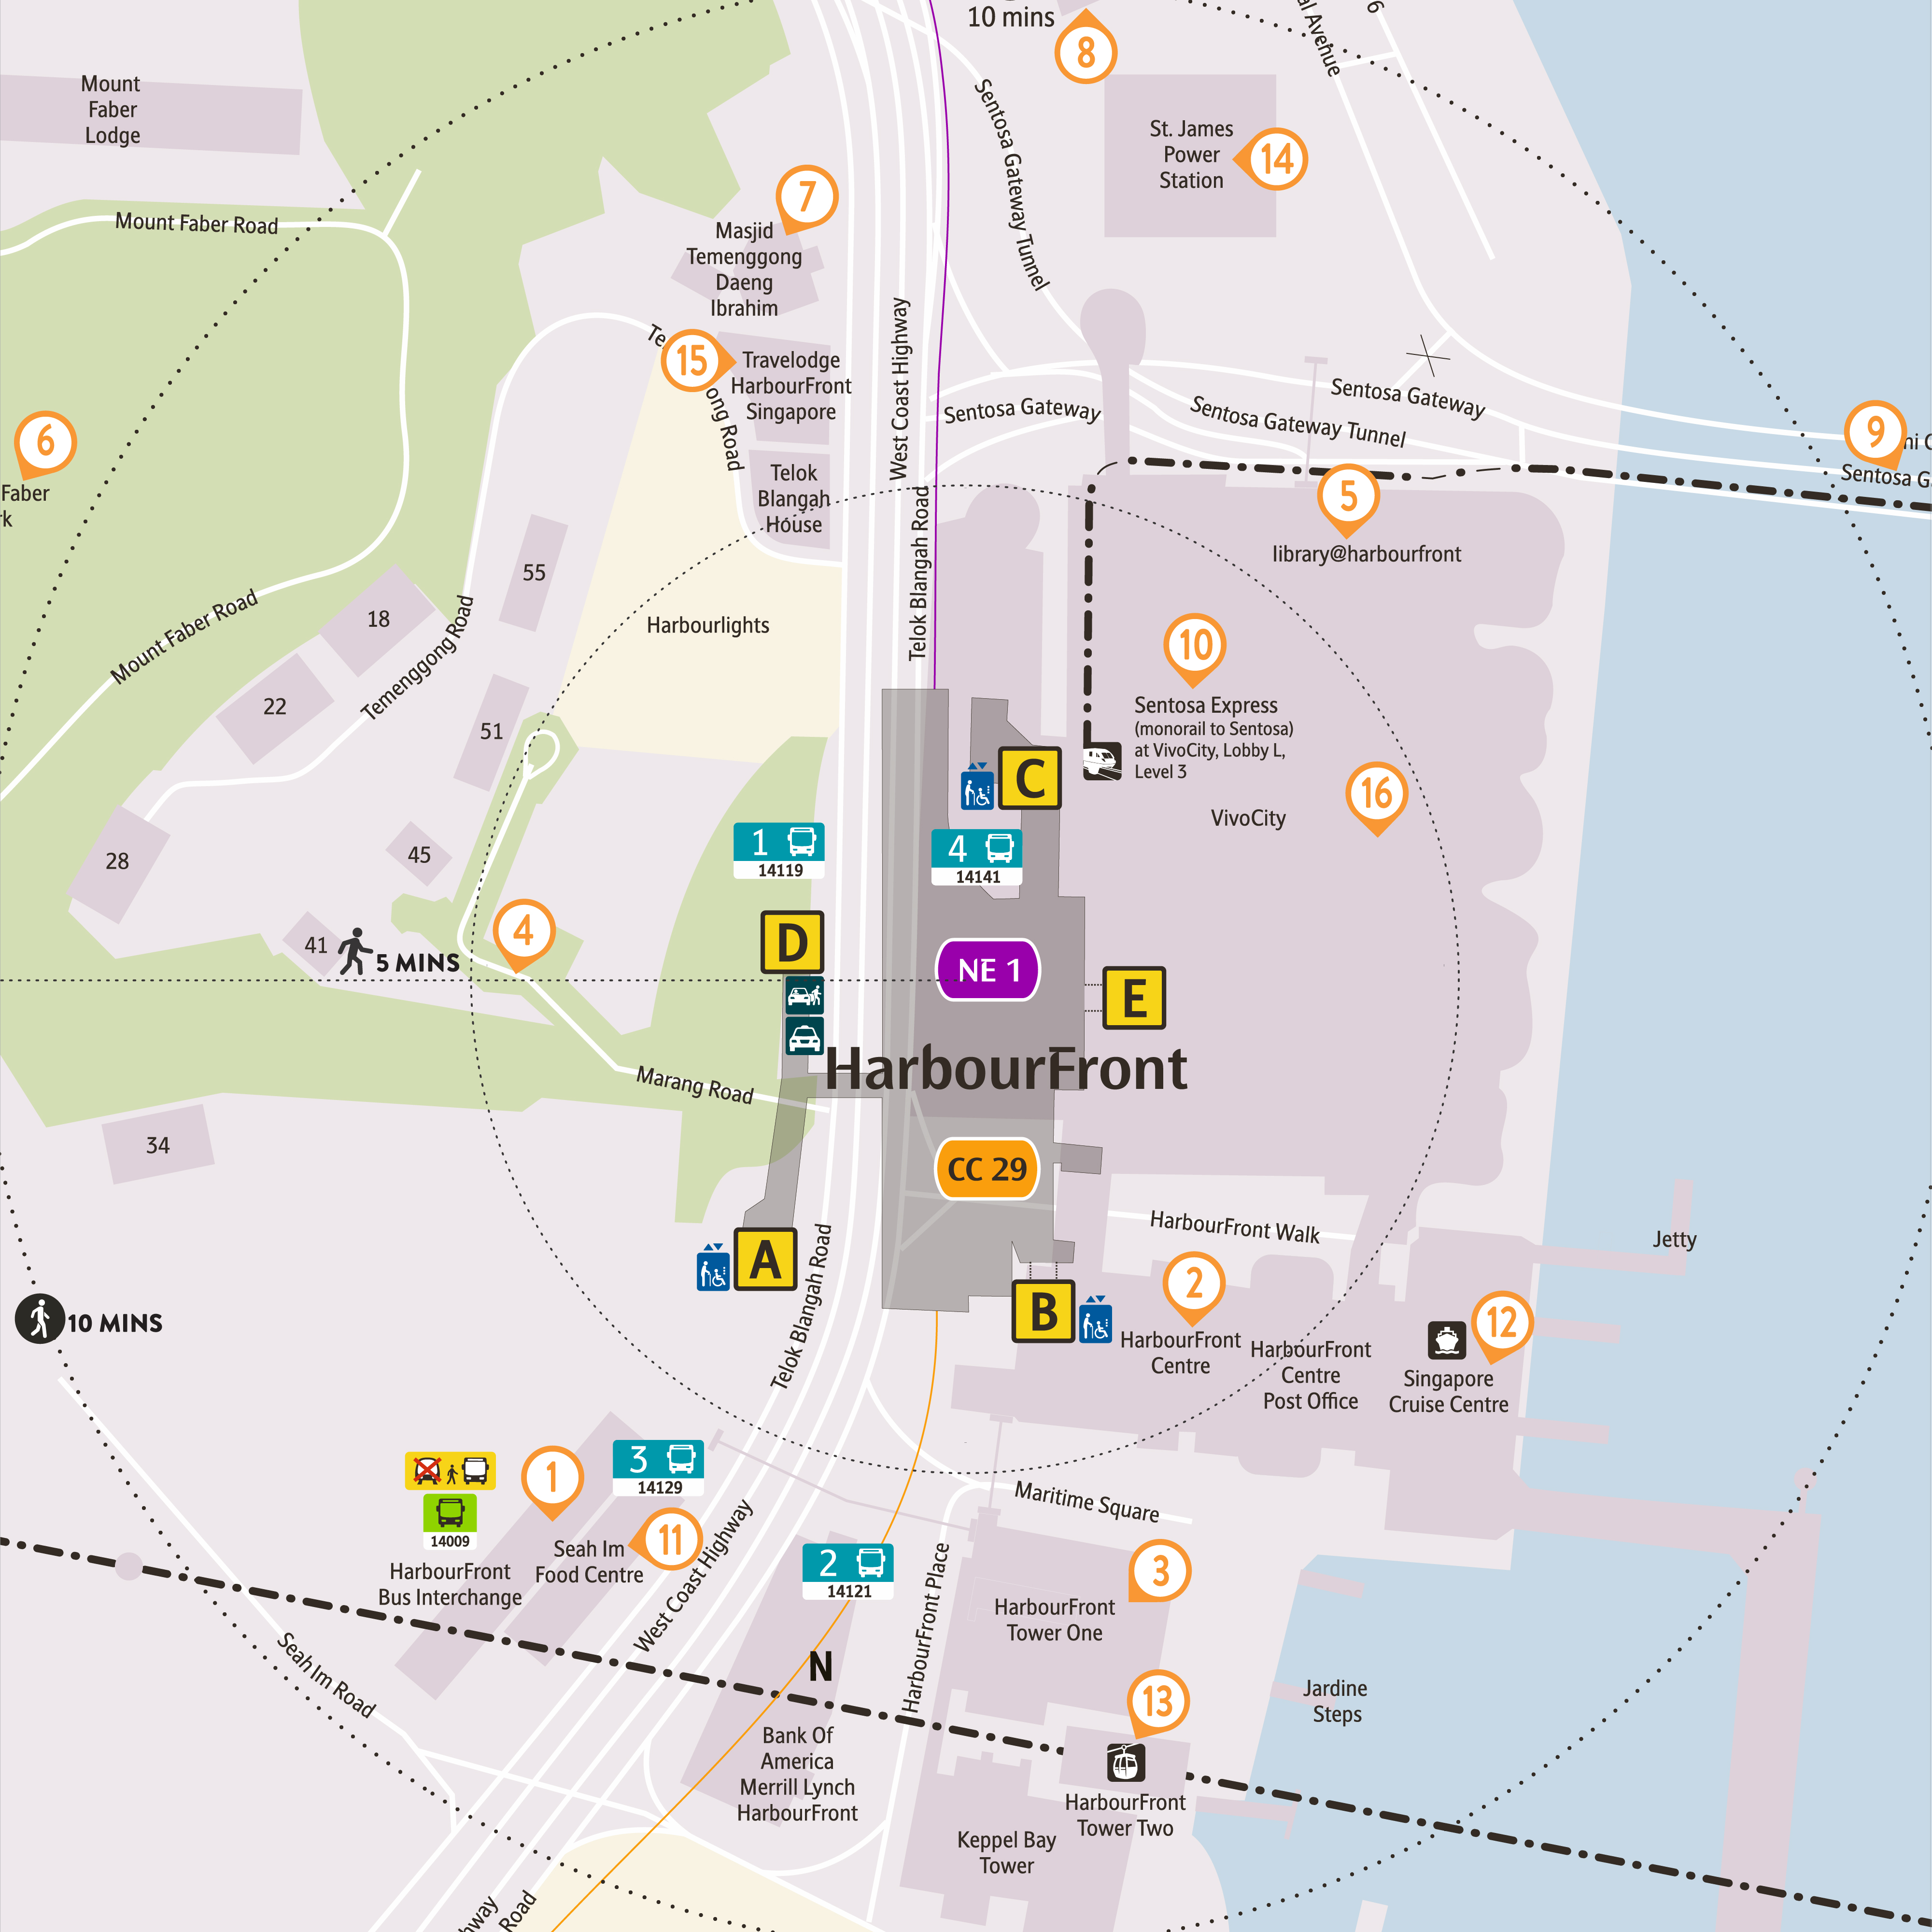 10 mins
8
al Avenue
6
Mount
Faber
Lodge
St. James
Power
Station
14
Sentosa Gateway Tunnel
7
Mount Faber Road
Masjid
Temenggong
Daeng
Ibrahim
15
Travelodge
HarbourFront
Singapore
Te
ong Road
West Coast Highway
Sentosa Gateway
Sentosa Gateway
Sentosa Gateway Tunnel
6
Faber
k
9
ni C
Sentosa G
Telok
Blangah
House
Telok Blangah Road
5
library@harbourfront
55
18
22
51
Mount Faber Road
Temenggong Road
Harbourlights
10
Sentosa Express
(monorail to Sentosa)
at VivoCity, Lobby L,
Level 3
C
16
VivoCity
1
14119
4
14141
28
45
41
5 MINS
4
D
NE 1
E
HarbourFront
Marang Road
34
CC 29
HarbourFront Walk
Jetty
A
Telok Blangah Road
B
2
HarbourFront
Centre
HarbourFront
Centre
Post Office
12
Singapore
Cruise Centre
10 MINS
1
3
14129
14009
HarbourFront
Bus Interchange
Seah Im
Food Centre
11
West Coast Highway
Maritime Square
2
14121
HarbourFront Place
3
HarbourFront
Tower One
N
Seah Im Road
13
Jardine
Steps
Bank Of
America
Merrill Lynch
HarbourFront
HarbourFront
Tower Two
Keppel Bay
Tower
hway
Road